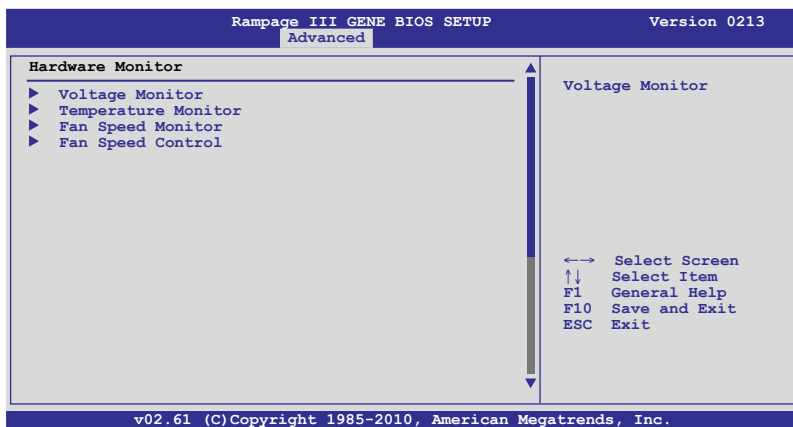 Rampage III GENE BIOS SETUP Version 0213
Advanced
Hardware Monitor
Voltage Monitor
Temperature Monitor
Fan Speed Monitor
Fan Speed Control
Voltage Monitor
←→ Select Screen
↑↓ Select Item
F1 General Help
F10 Save and Exit
ESC Exit
v02.61 (C)Copyright 1985-2010, American Megatrends, Inc.